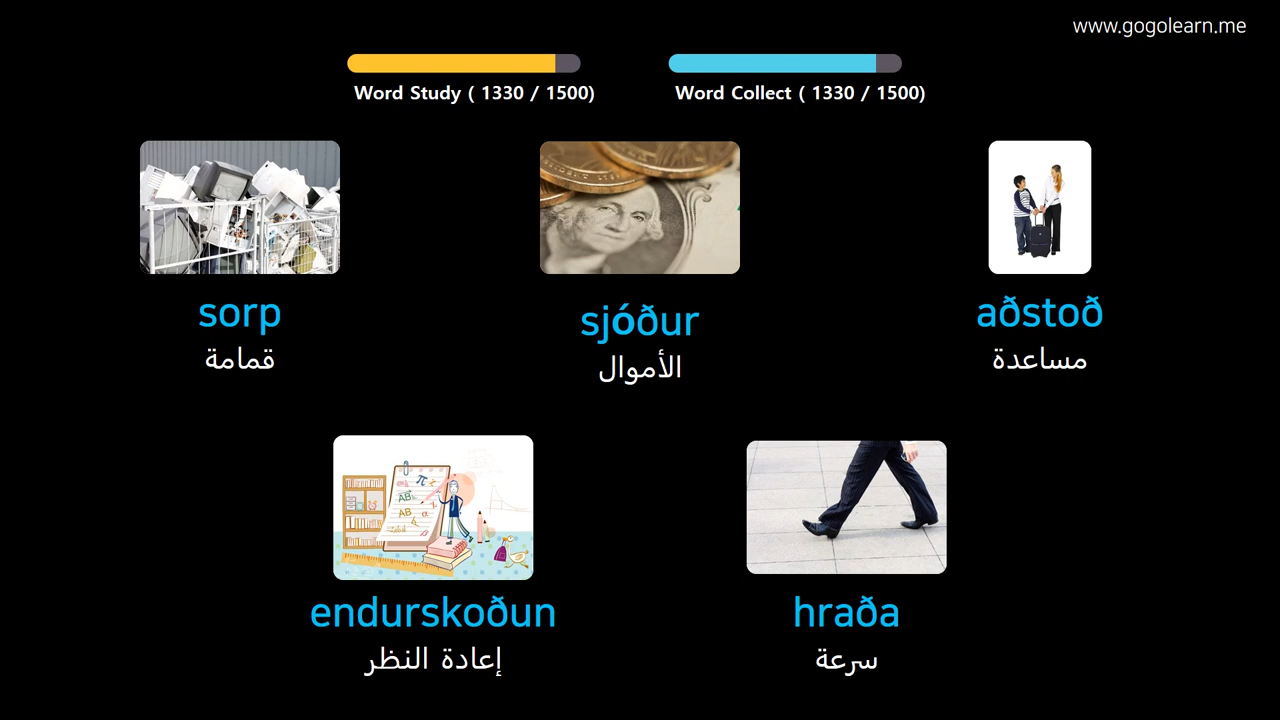 www.gogolearn.me
Word Study ( 1330 / 1500)
Word Collect ( 1330 / 1500)
sorp
قمامة
sjóður
الأموال
aðstoð
مساعدة
endurskoðun
إعادة النظر
hraða
سرعة